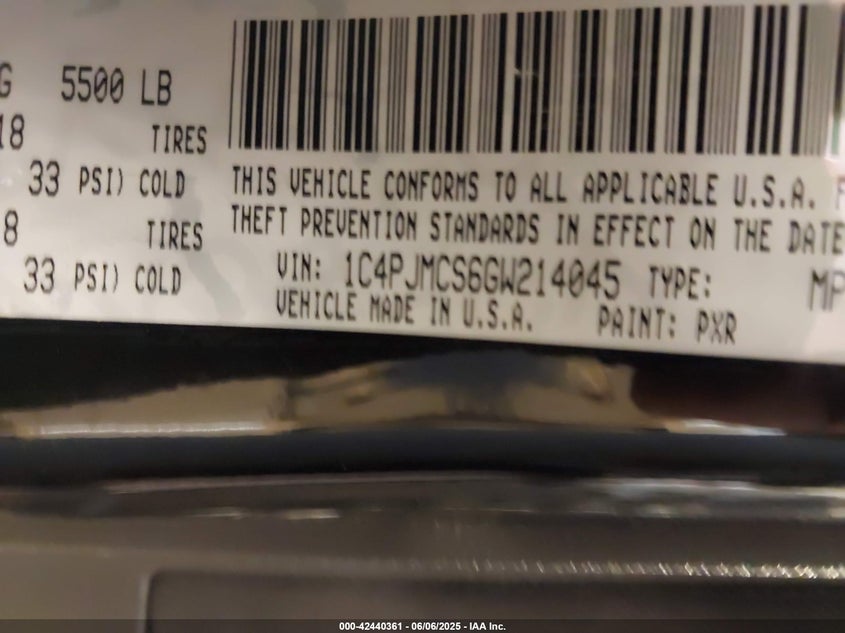 G 5500 LB
18 TIRES
33 PSI) COLD
8 TIRES
33 PSI) COLD
THIS VEHICLE CONFORMS TO ALL APPLICABLE U.S.A. F
THEFT PREVENTION STANDARDS IN EFFECT ON THE DATE
VIN: 1C4PJMCS6GW214045 TYPE: MP
VEHICLE MADE IN U.S.A. PAINT: PXR
000-42440361 - 06/06/2025 - IAA Inc.